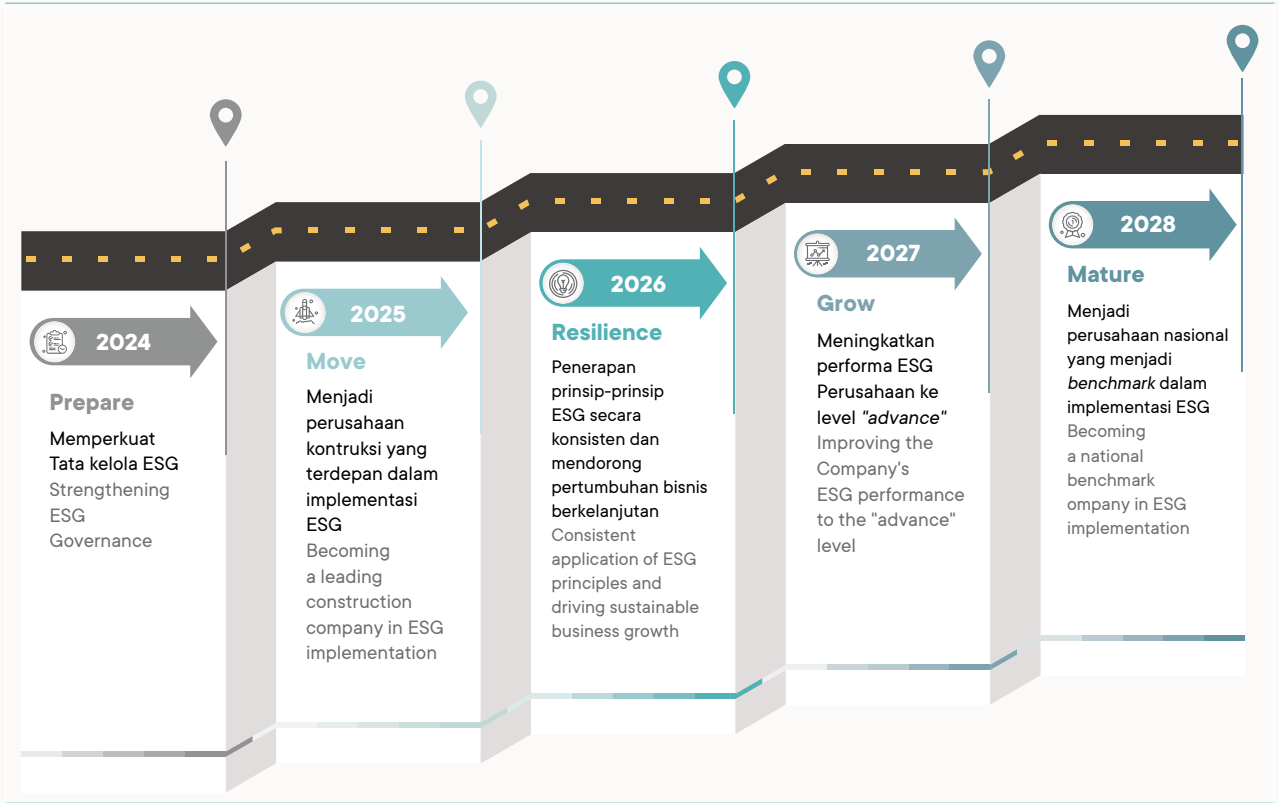 2024
Prepare
Memperkuat
Tata kelola ESG
Strengthening
ESG
Governance
2025
Move
Menjadi
perusahaan
kontruksi yang
terdepan dalam
implementasi
ESG
Becoming
a leading
construction
company in ESG
implementation
2026
Resilience
Penerapan
prinsip-prinsip
ESG secara
konsisten dan
mendorong
pertumbuhan bisnis
berkelanjutan
Consistent
application of ESG
principles and
driving sustainable
business growth
2027
Grow
Meningkatkan
performa ESG
Perusahaan ke
level "advance"
Improving the
Company's
ESG performance
to the "advance"
level
2028
Mature
Menjadi
perusahaan nasional
yang menjadi
benchmark dalam
implementasi ESG
Becoming
a national
benchmark
ompany in ESG
implementation